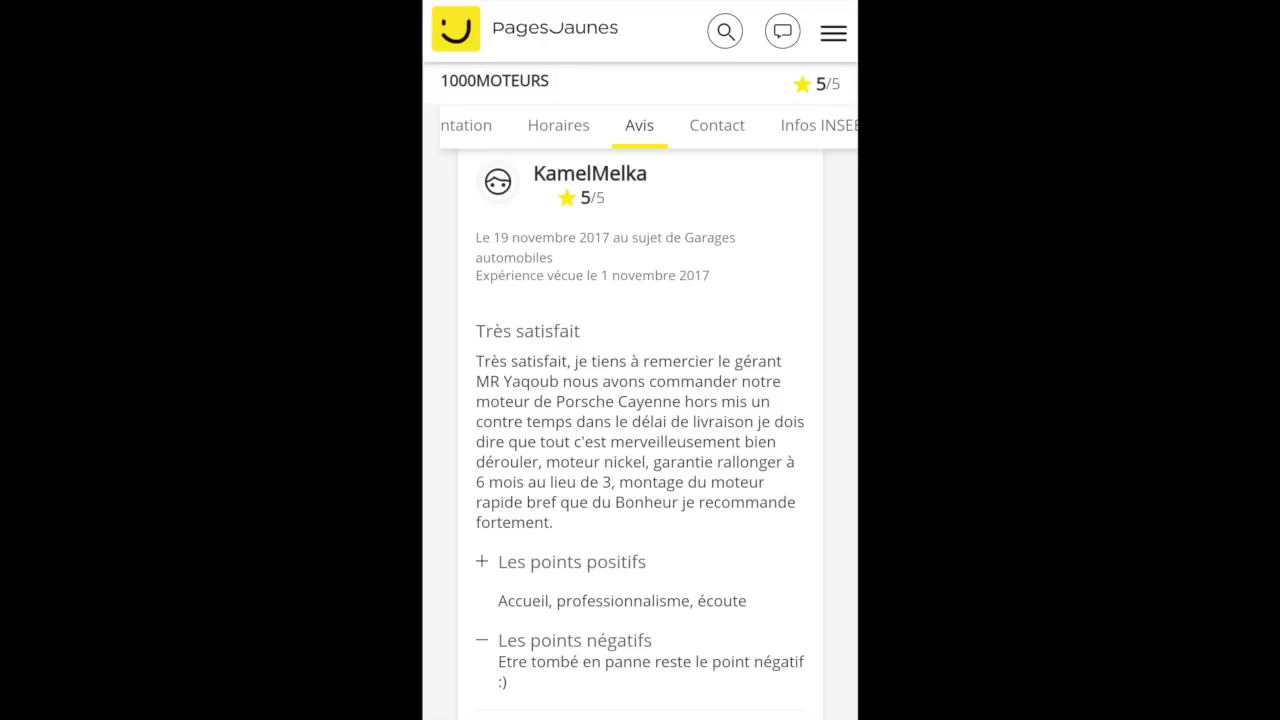 PagesJaunes
1000MOTEURS
5/5
ntation Horaires Avis Contact Infos INSEE
KamelMelka
5/5
Le 19 novembre 2017 au sujet de Garages
automobiles
Expérience vécue le 1 novembre 2017
Très satisfait
Très satisfait, je tiens à remercier le gérant
MR Yaqoub nous avons commander notre
moteur de Porsche Cayenne hors mis un
contre temps dans le délai de livraison je dois
dire que tout c'est merveilleusement bien
dérouler, moteur nickel, garantie rallonger à
6 mois au lieu de 3, montage du moteur
rapide bref que du Bonheur je recommande
fortement.
+ Les points positifs
Accueil, professionnalisme, écoute
− Les points négatifs
Etre tombé en panne reste le point négatif
:)